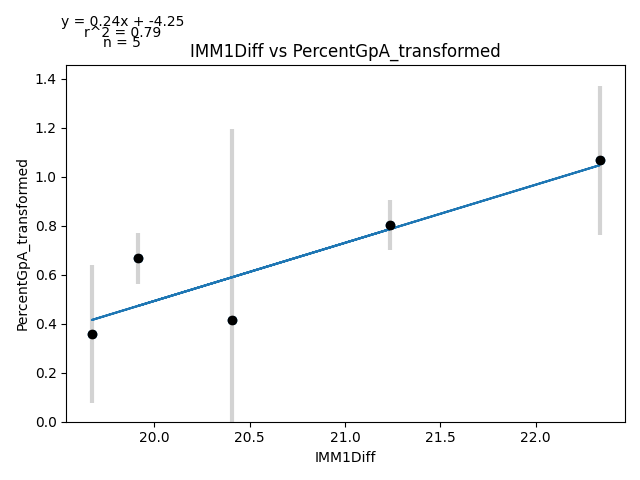 y = 0.24x + -4.25
r^2 = 0.79
n = 5
IMM1Diff vs PercentGpA_transformed
PercentGpA_transformed
1.4
1.2
1.0
0.8
0.6
0.4
0.2
0.0
20.0 20.5 21.0 21.5 22.0
IMM1Diff